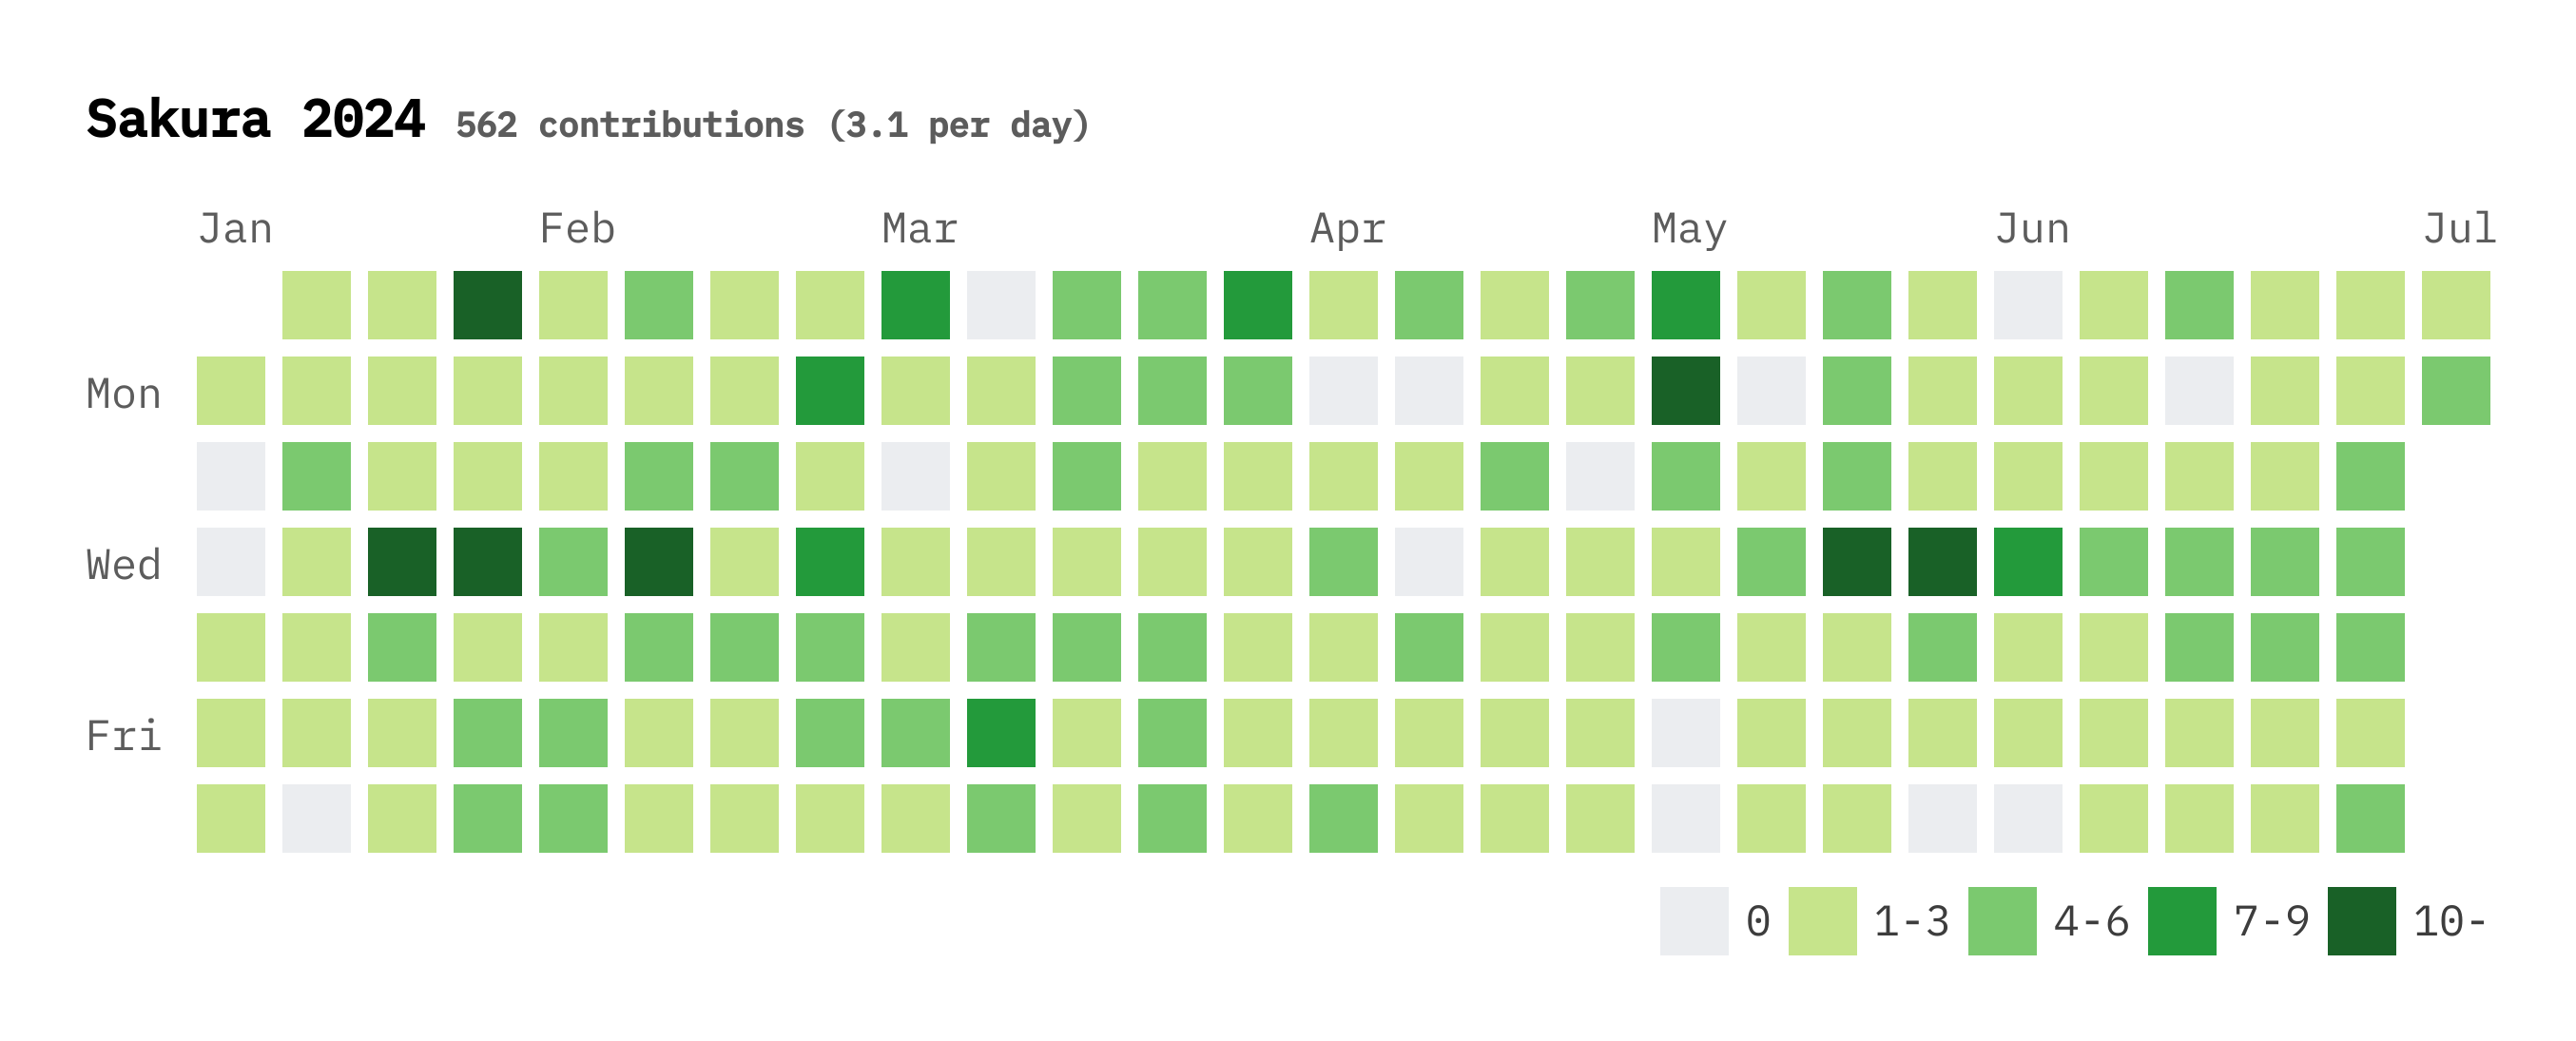 Sakura 2024 562 contributions (3.1 per day)
Jan Feb Mar Apr May Jun Jul
Mon
Wed
Fri
0 1-3 4-6 7-9 10-